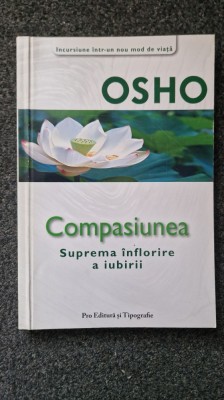 Incursiune într-un nou mod de viață
OSHO
Compasiunea
Suprema înflorire
a iubirii
Pro Editură și Tipografie